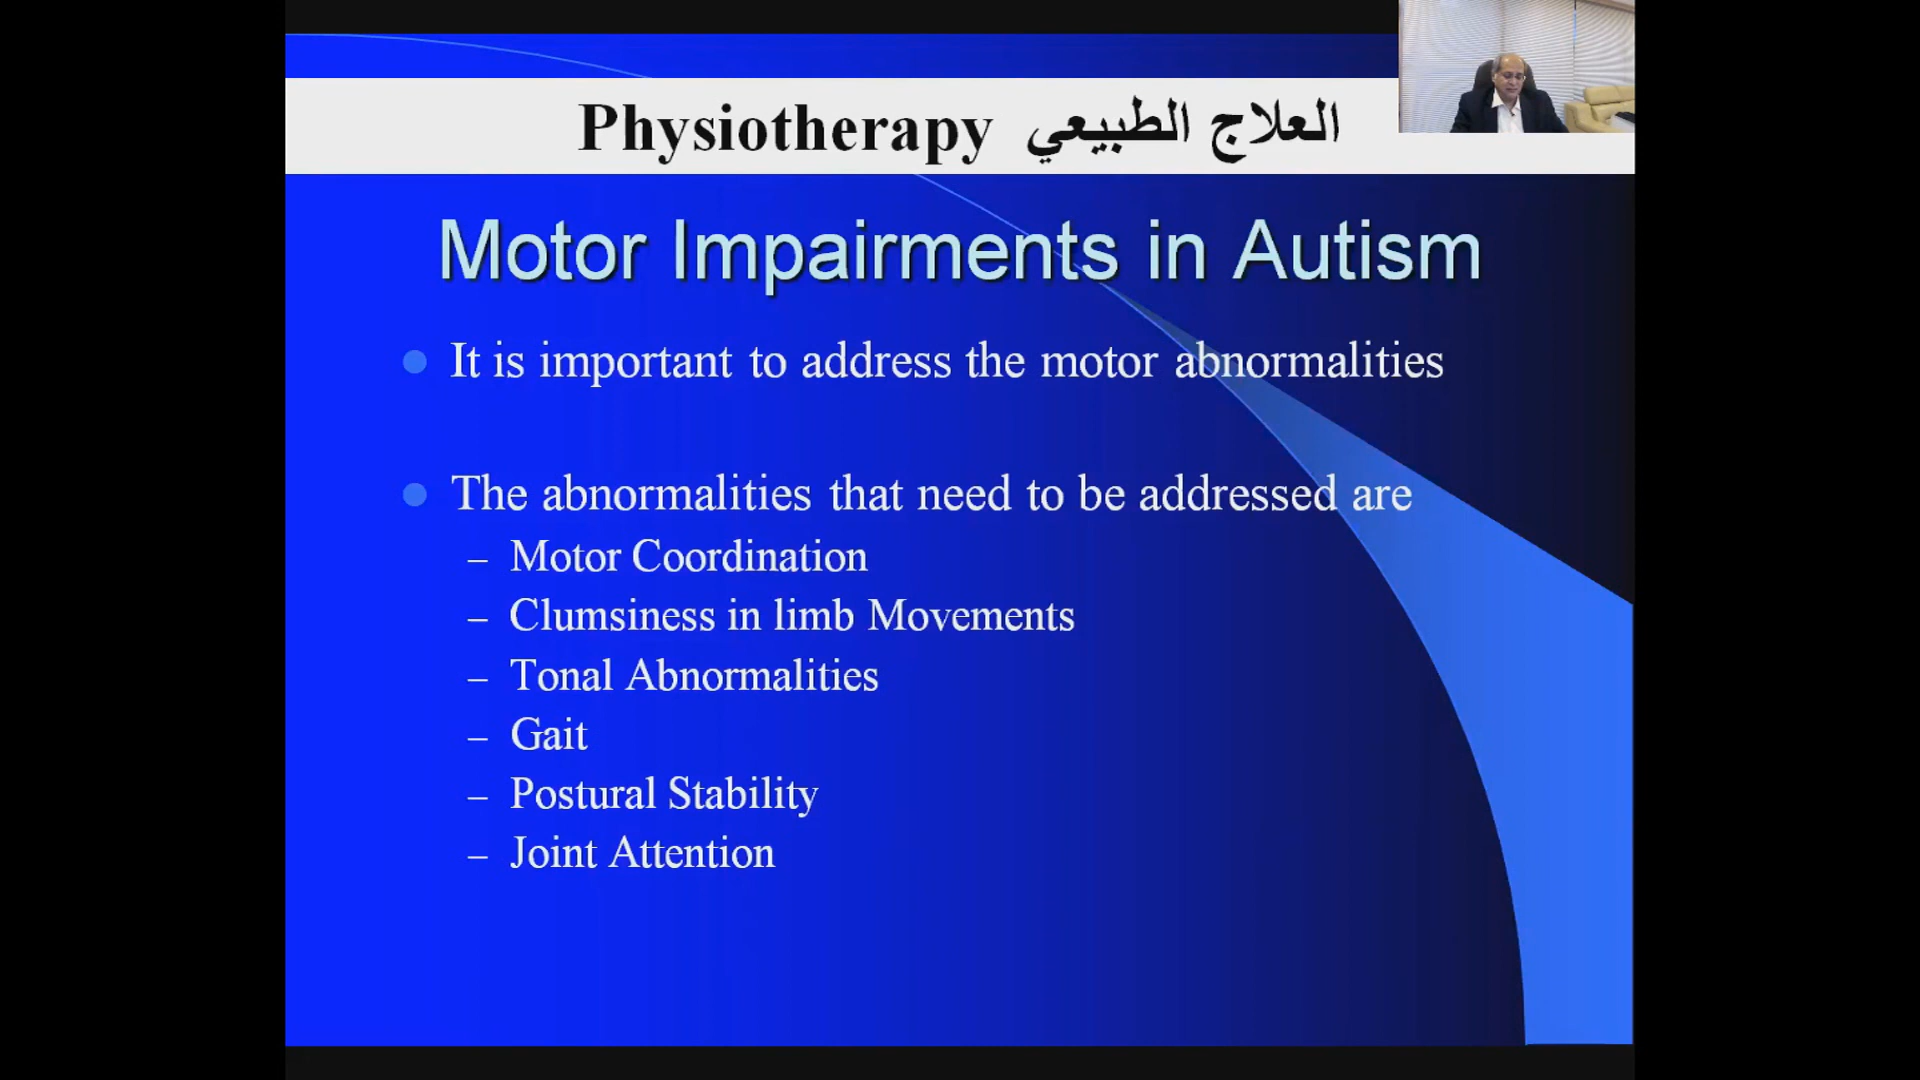 Physiotherapy العلاج الطبيعي
Motor Impairments in Autism
It is important to address the motor abnormalities
The abnormalities that need to be addressed are
– Motor Coordination
– Clumsiness in limb Movements
– Tonal Abnormalities
– Gait
– Postural Stability
– Joint Attention